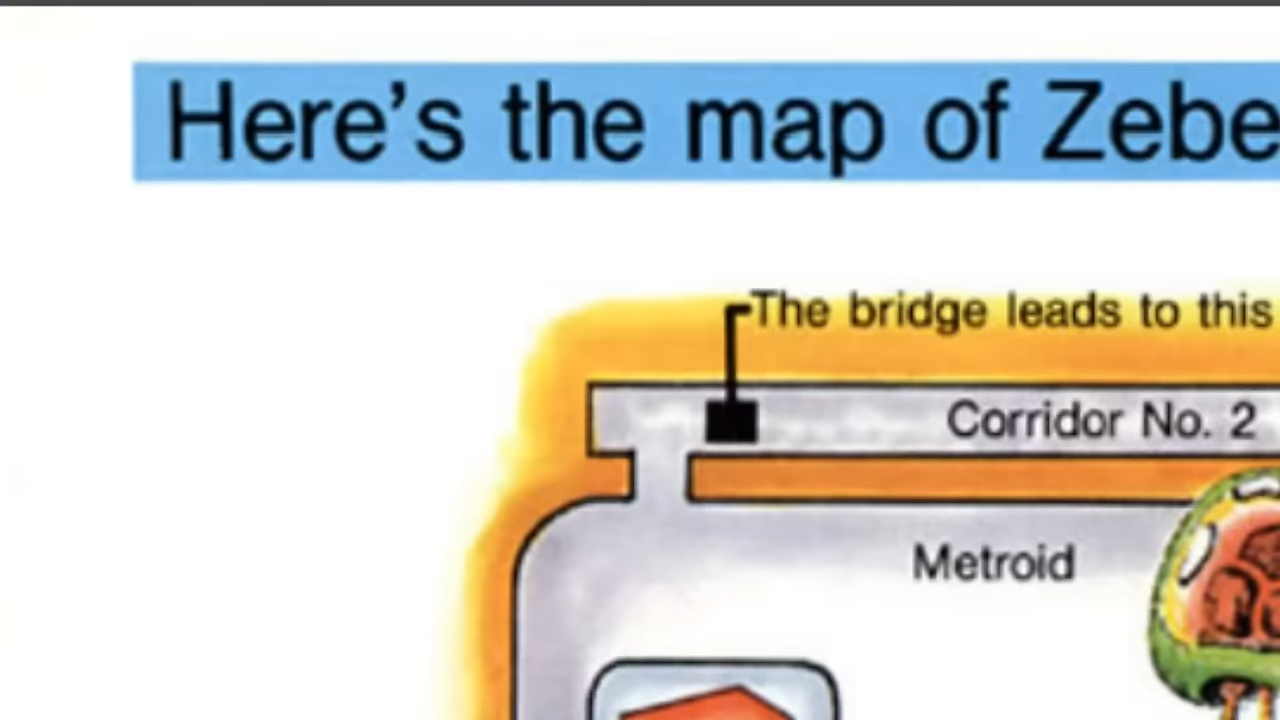 Here's the map of Zebe
The bridge leads to this
Corridor No. 2
Metroid